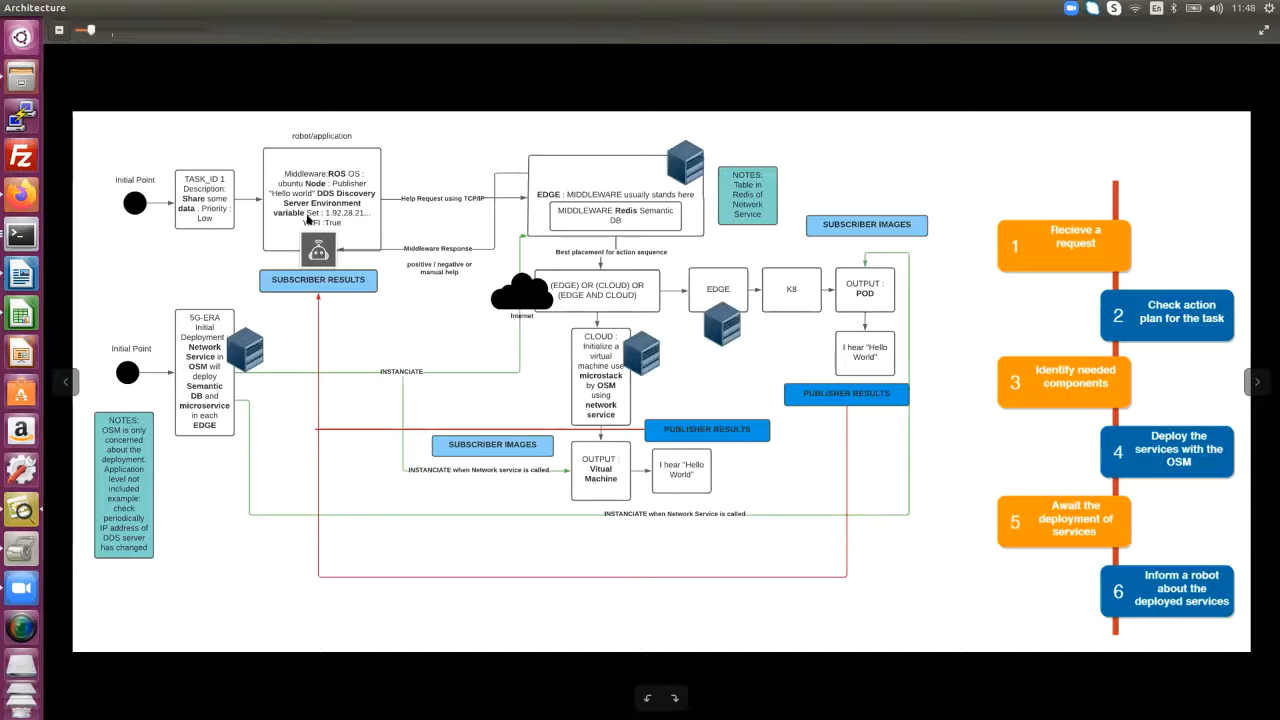 Architecture
En
11:48
robot/application
Initial Point
TASK_ID 1
Description:
Share some
data , Priority :
Low
Middleware:ROS OS :
ubuntu Node : Publisher
"Hello world" DDS Discovery
Server Environment
variable Set : 1.92.28.21...
WIFI :True
SUBSCRIBER RESULTS
Help Request using TCP/IP
Middleware Response
positive / negative or
manual help
EDGE : MIDDLEWARE usually stands here
MIDDLEWARE Redis Semantic
DB
NOTES:
Table in
Redis of
Network
Service
SUBSCRIBER IMAGES
Best placement for action sequence
(EDGE) OR (CLOUD) OR
(EDGE AND CLOUD)
Internet
EDGE
K8
OUTPUT :
POD
I hear "Hello
World"
PUBLISHER RESULTS
Initial Point
5G-ERA
Initial
Deployment
Network
Service in
OSM will
deploy
Semantic
DB and
microservice
in each
EDGE
INSTANCIATE
CLOUD :
Initialize a
virtual
machine use
microstack
by OSM
using
network
service
NOTES:
OSM is only
concerned
about the
deployment.
Application
level not
included
example:
check
periodically
IP address of
DDS server
has changed
SUBSCRIBER IMAGES
PUBLISHER RESULTS
INSTANCIATE when Network service is called
OUTPUT :
Vitual
Machine
I hear "Hello
World"
INSTANCIATE when Network Service is called
1 Recieve a
request
2 Check action
plan for the task
3 Identify needed
components
4 Deploy the
services with the
OSM
5 Await the
deployment of
services
6 Inform a robot
about the
deployed services